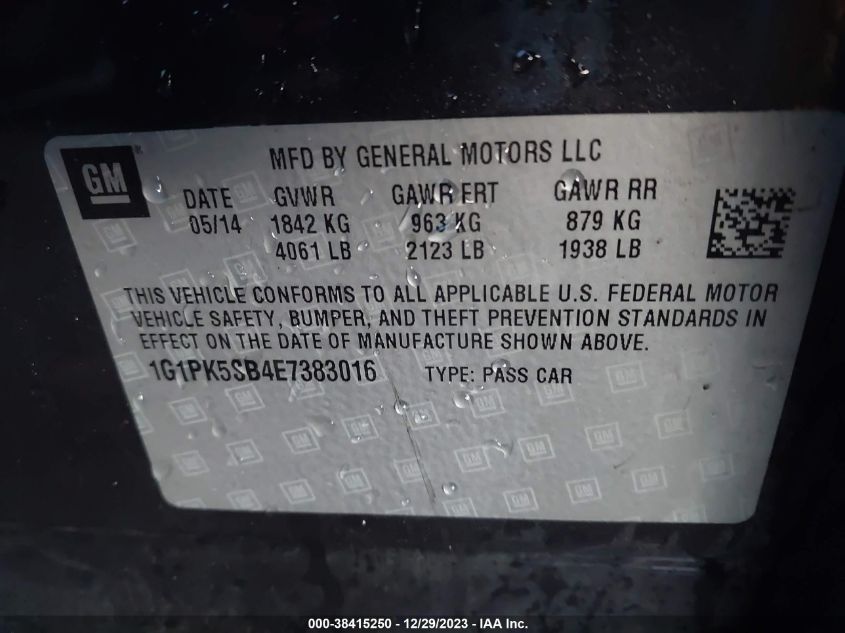 GM
MFD BY GENERAL MOTORS LLC
DATE GVWR GAWR FRT GAWR RR
05/14 1842 KG 963 KG 879 KG
4061 LB 2123 LB 1938 LB
THIS VEHICLE CONFORMS TO ALL APPLICABLE U.S. FEDERAL MOTOR
VEHICLE SAFETY, BUMPER, AND THEFT PREVENTION STANDARDS IN
EFFECT ON THE DATE OF MANUFACTURE SHOWN ABOVE.
1G1PK5SB4E7383016 TYPE: PASS CAR
000-38415250 - 12/29/2023 - IAA Inc.